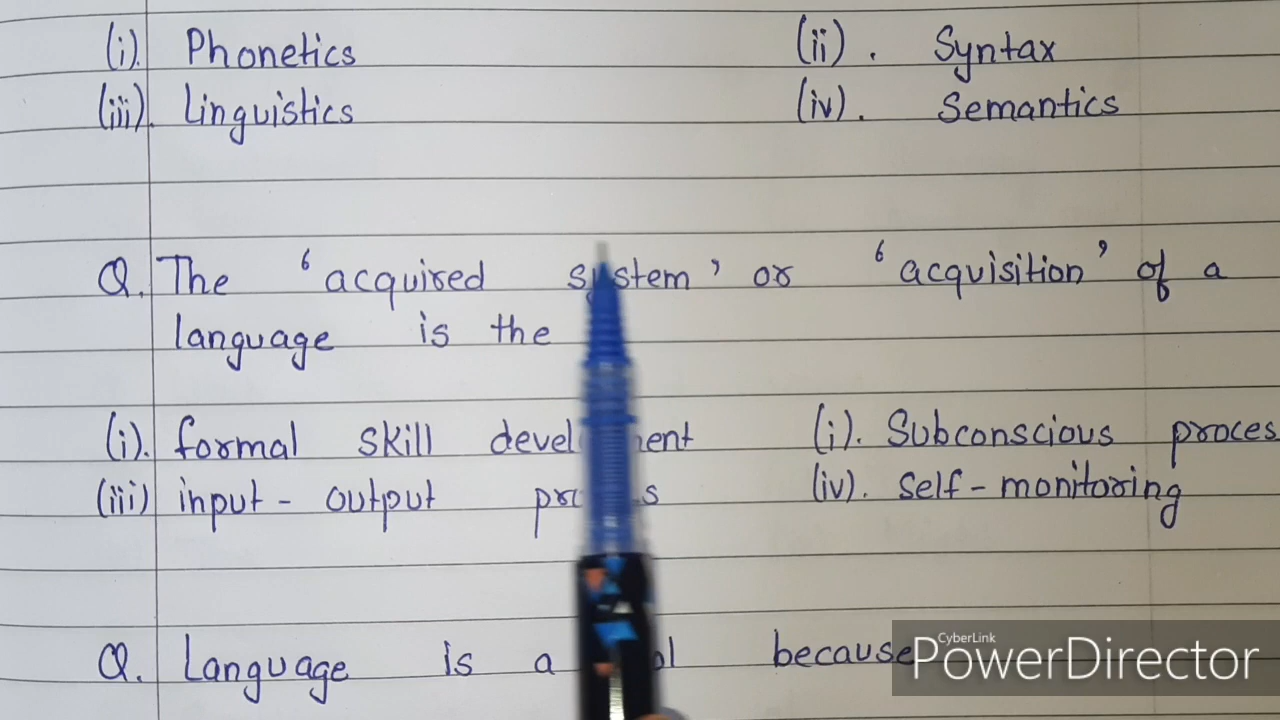 (i). Phonetics (ii). Syntax
(iii). Linguistics (iv). Semantics
Q. The 'acquired system' or 'acquisition' of a
language is the
(i). formal skill (i). Subconscious proces
(iii) input - output (iv). self-monitoring
Q. Language is a because
CyberLink
PowerDirector